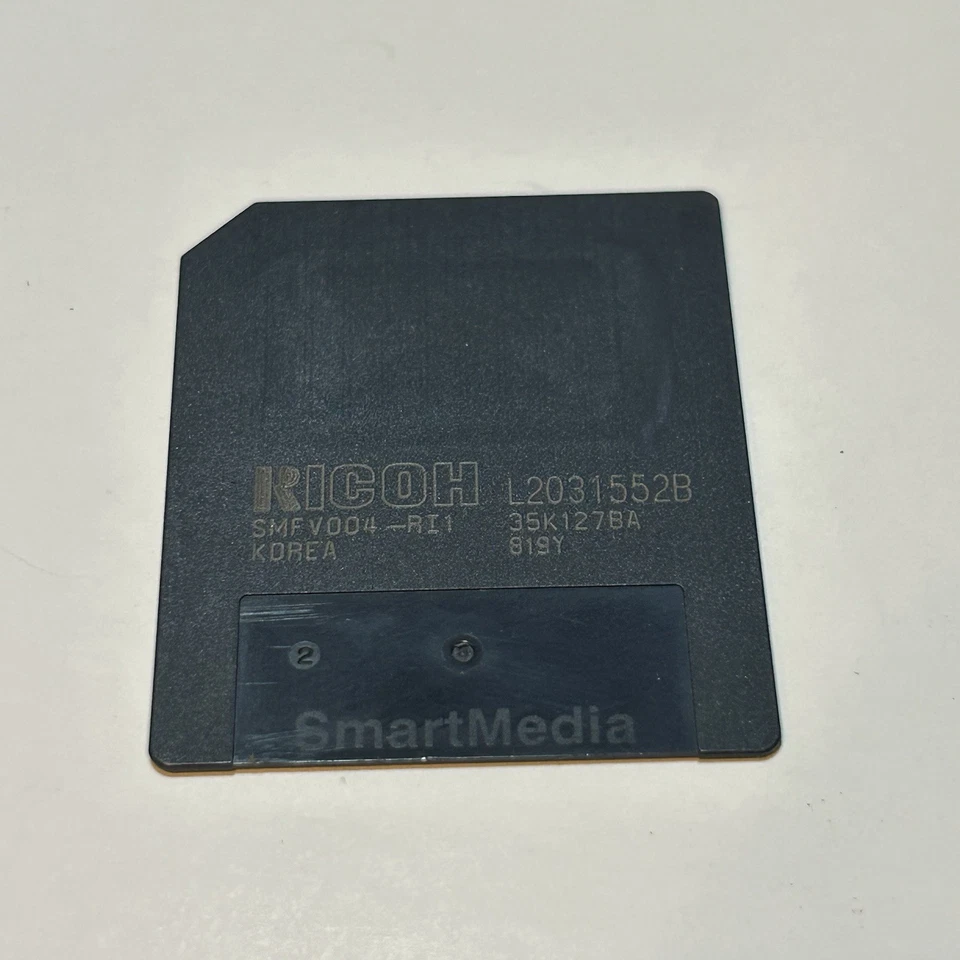 RICOH L2031552B
SMFV004-RI1 35K127BA
KOREA 819Y
2
SmartMedia